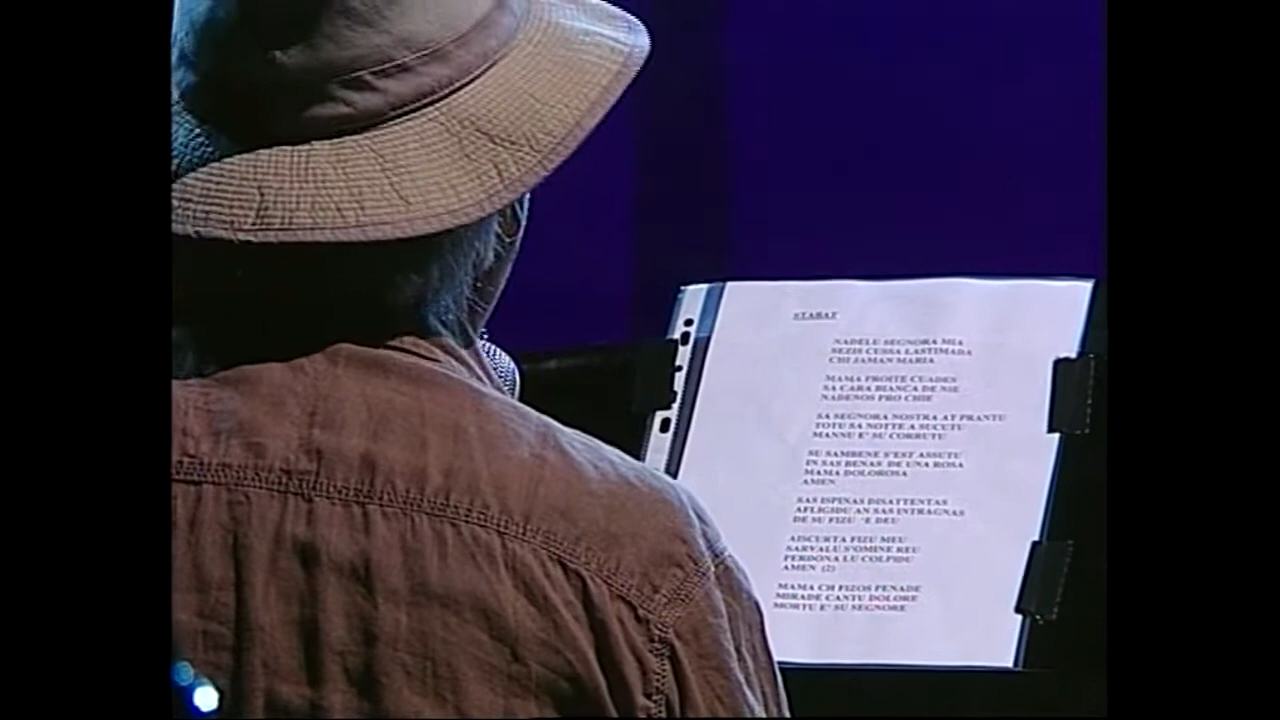 STABAT
NADELU SEGNORA MIA
SEZIS CUSSA LASTIMADA
CHI JAMAN MARIA
MAMA PROITE CUADES
SA CARA BIANCA DE NIE
NADENOS PRO CHIE
SA SEGNORA NOSTRA AT PRANTU
TOTU SA NOTTE A SUCUTU
MANNU E' SU CORRUTU
SU SAMBENE S'EST ASSUTU
IN SAS BENAS DE UNA ROSA
MAMA DOLOROSA
AMEN
SAS ISPINAS DISATTENTAS
AFLIGIDU AN SAS INTRAGNAS
DE SU FIZU 'E DEU
AISCURTA FIZU MEU
SARVALU S'OMINE REU
PERDONA LU COLPIDU
AMEN (2)
MAMA CH FIZOS PENADE
MIRADE CANTU DOLORE
MORTU E' SU SEGNORE